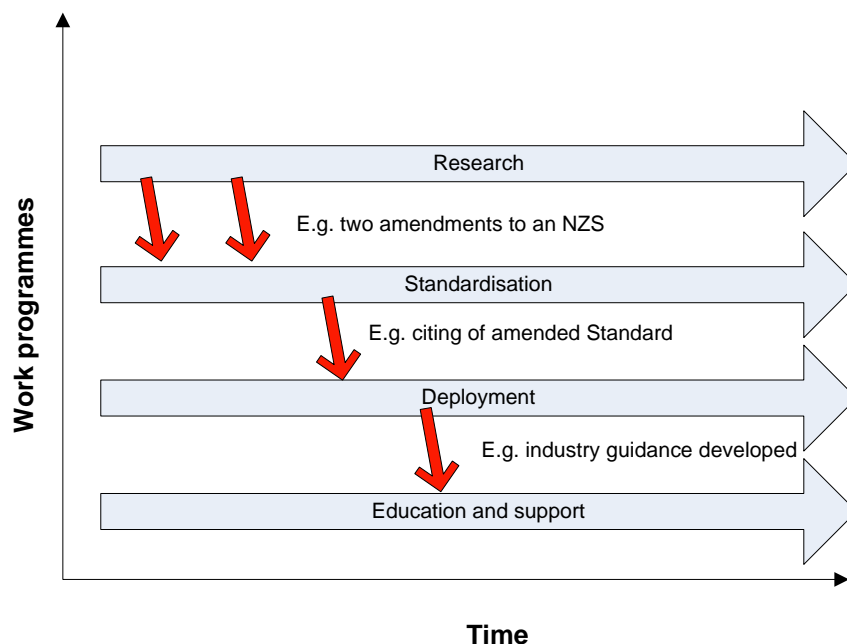 Research
E.g. two amendments to an NZS
Standardisation
E.g. citing of amended Standard
Deployment
E.g. industry guidance developed
Education and support
Work programmes
Time